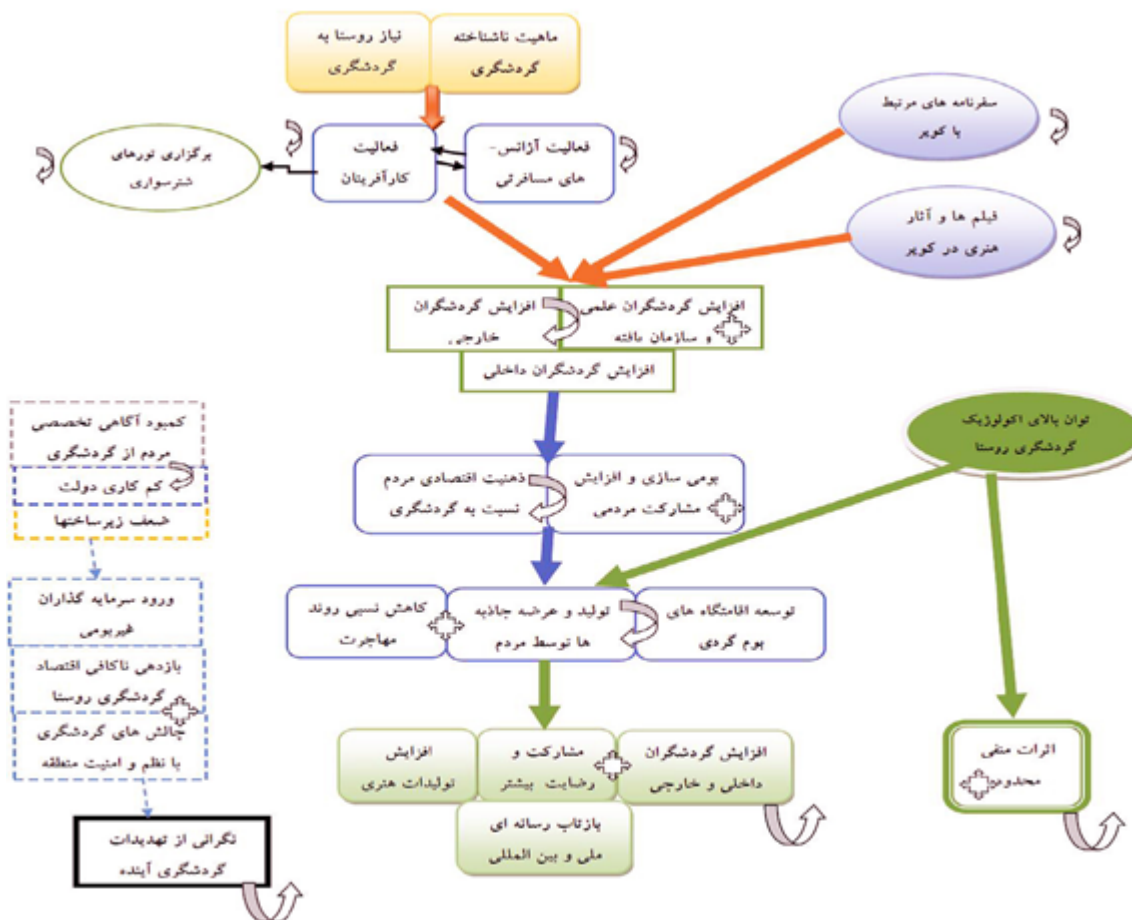 ماهیت ناشناخته
گردشگری
نیاز روستا به
گردشگری
سفرنامه های مرتبط
با کویر
فعالیت آژانس-
های مسافرتی
فعالیت
کارآفرینان
برگزاری تورهای
شترسواری
فیلم ها و آثار
هنری در کویر
افزایش گردشگران علمی
و سازمان یافته
افزایش گردشگران
خارجی
افزایش گردشگران داخلی
توان بالای اکولوژیک
گردشگری روستا
کمبود آگاهی تخصصی
مردم از گردشگری
کم کاری دولت
ضعف زیرساختها
بومی سازی و افزایش
مشارکت مردمی
ذهنیت اقتصادی مردم
نسبت به گردشگری
توسعه اقامتگاه های
بوم گردی
تولید و عرضه جاذبه
ها توسط مردم
کاهش نسبی روند
مهاجرت
ورود سرمایه گذاران
غیربومی
بازدهی ناکافی اقتصاد
گردشگری روستا
چالش های گردشگری
با نظم و امنیت منطقه
افزایش گردشگران
داخلی و خارجی
مشارکت و
رضایت بیشتر
افزایش
تولیدات هنری
بازتاب رسانه ای
ملی و بین المللی
اثرات منفی
محدود
نگرانی از تهدیدات
گردشگری آینده